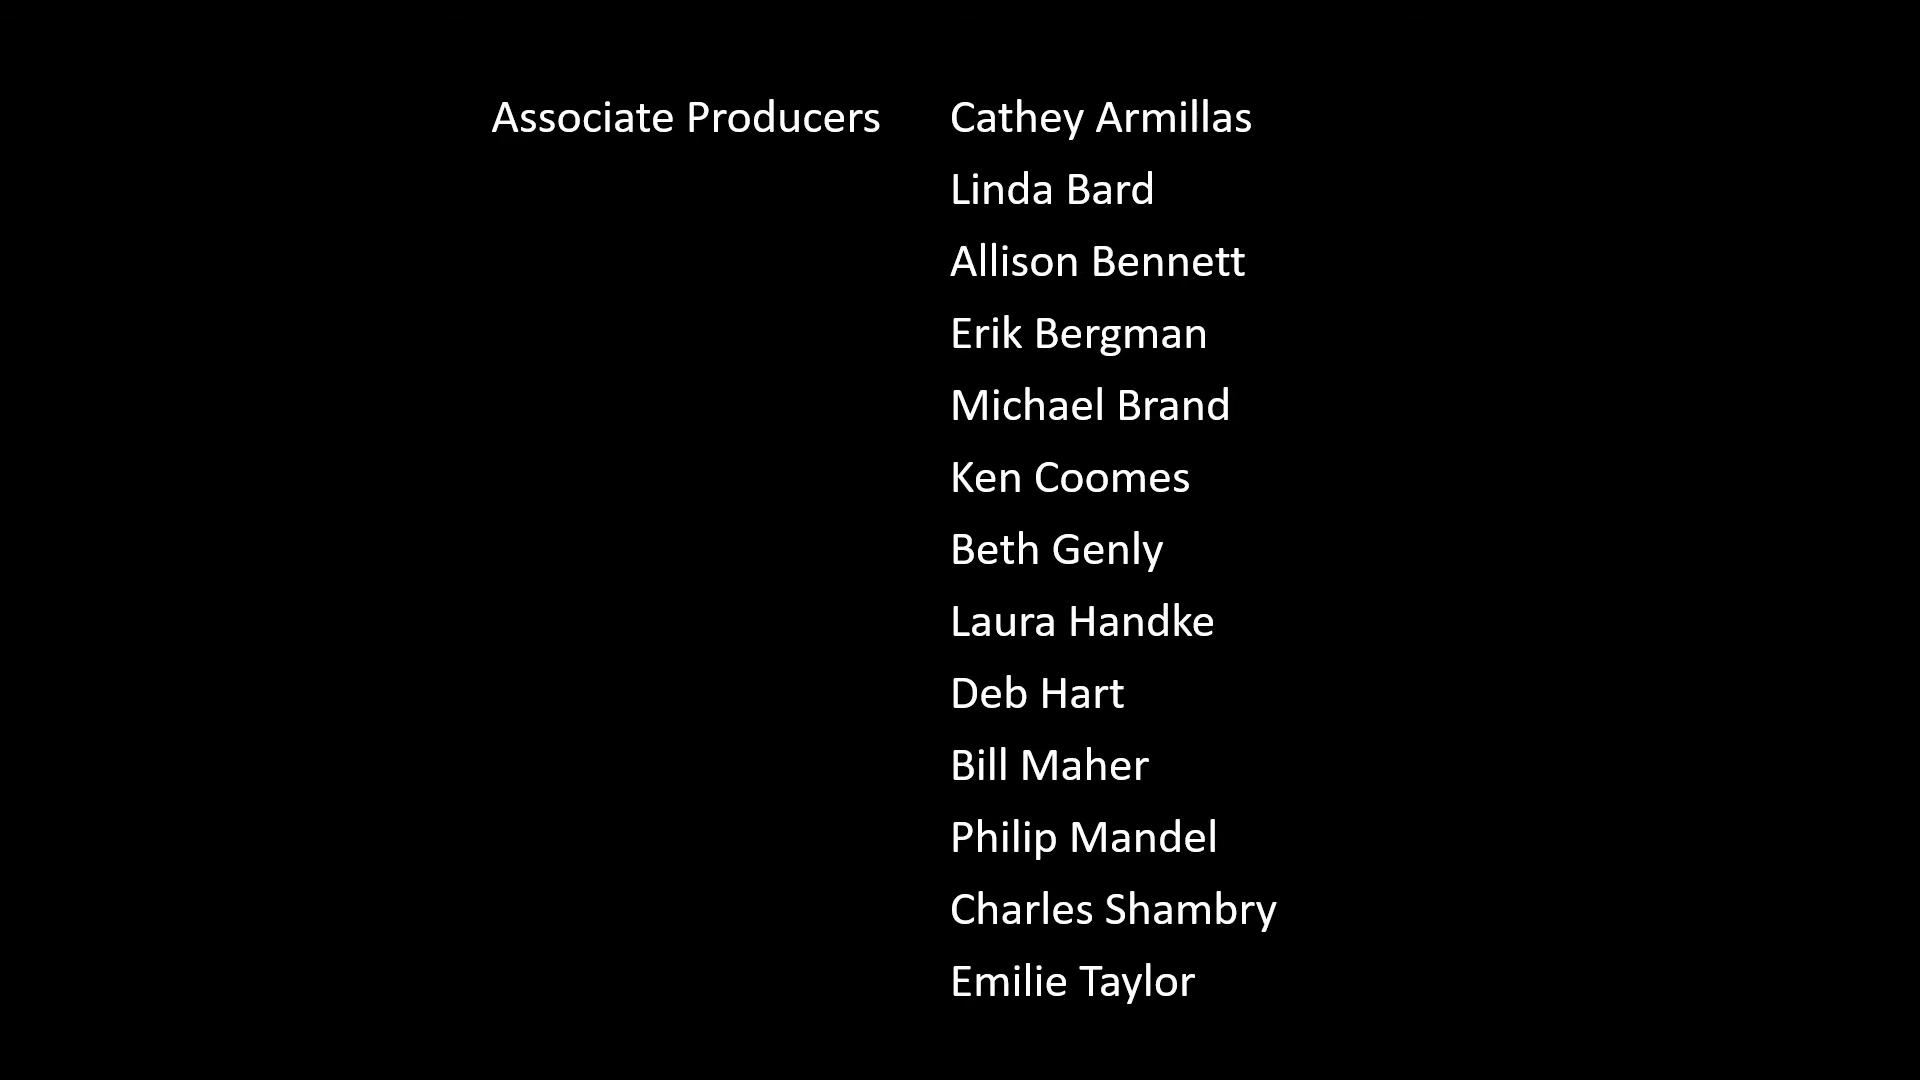 Associate Producers Cathey Armillas
Linda Bard
Allison Bennett
Erik Bergman
Michael Brand
Ken Coomes
Beth Genly
Laura Handke
Deb Hart
Bill Maher
Philip Mandel
Charles Shambry
Emilie Taylor